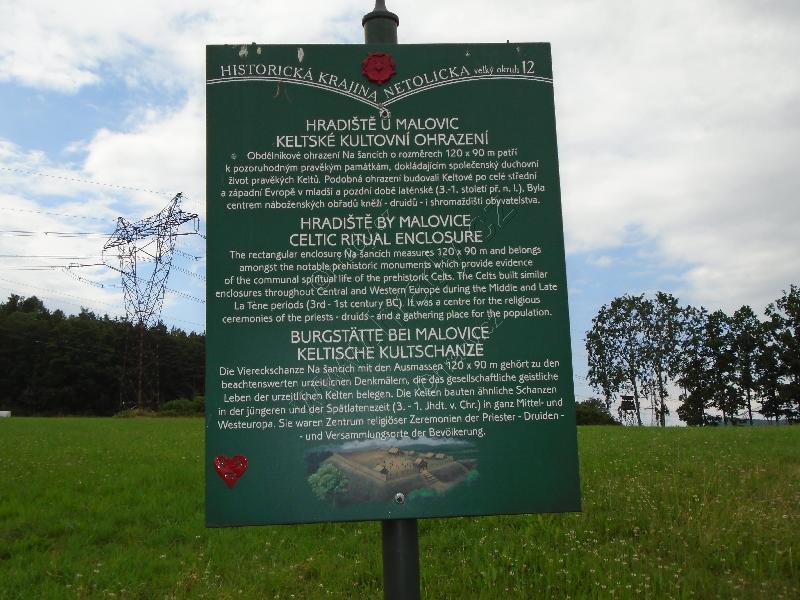 HISTORICKÁ KRAJINA NETOLICKA velký okruh 12
HRADIŠTĚ U MALOVIC
KELTSKÉ KULTOVNÍ OHRAZENÍ
Obdélníkové ohrazení Na šancích o rozměrech 120 x 90 m patří
k pozoruhodným pravěkým památkám, dokládajícím společenský duchovní
život pravěkých Keltů. Podobná ohrazení budovali Keltové po celé střední
a západní Evropě v mladší a pozdní době laténské (3.-1. století př. n. l.). Byla
centrem náboženských obřadů kněží - druidů - i shromaždišti obyvatelstva.
HRADIŠTĚ BY MALOVICE
CELTIC RITUAL ENCLOSURE
The rectangular enclosure Na šancích measures 120 x 90 m and belongs
amongst the notable prehistoric monuments which provide evidence
of the communal spiritual life of the prehistoric Celts. The Celts built similar
enclosures throughout Central and Western Europe during the Middle and Late
La Tène periods (3rd - 1st century BC). It was a centre for the religious
ceremonies of the priests - druids - and a gathering place for the population.
BURGSTÄTTE BEI MALOVICE
KELTISCHE KULTSCHANZE
Die Viereckschanze Na šancích mit den Ausmassen 120 x 90 m gehört zu den
beachtenswerten urzeitlichen Denkmälern, die das gesellschaftliche geistliche
Leben der urzeitlichen Kelten belegen. Die Kelten bauten ähnliche Schanzen
in der jüngeren und der Spätlatenezeit (3. - 1. Jhdt. v. Chr.) in ganz Mittel- und
Westeuropa. Sie waren Zentrum religiöser Zeremonien der Priester - Druiden -
- und Versammlungsorte der Bevölkerung.